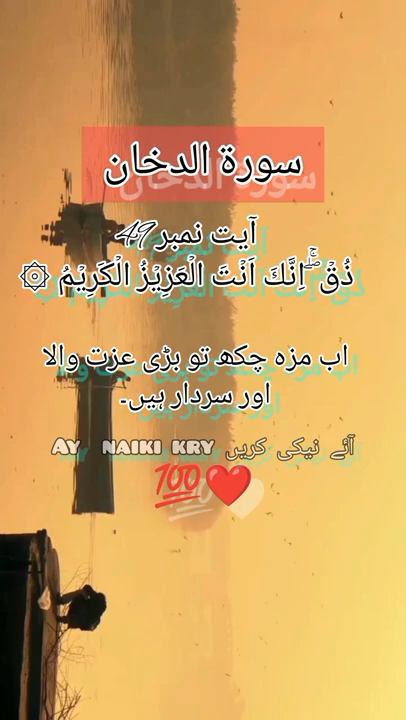 سورة الدخان
آیت نمبر 49
ذُقۡ ۚۖ اِنَّكَ اَنۡتَ الۡعَزِيۡزُ الۡكَرِيۡمُ ۞
اب مزہ چکھ تو بڑی عزت والا
اور سردار ہیں۔
آئے نیکی کریں AY NAIKI KRY
💯❤️